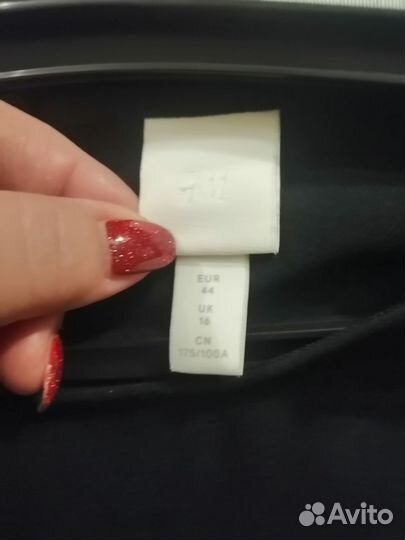 H&M
EUR
44
UK
16
CN
175/100A
Avito